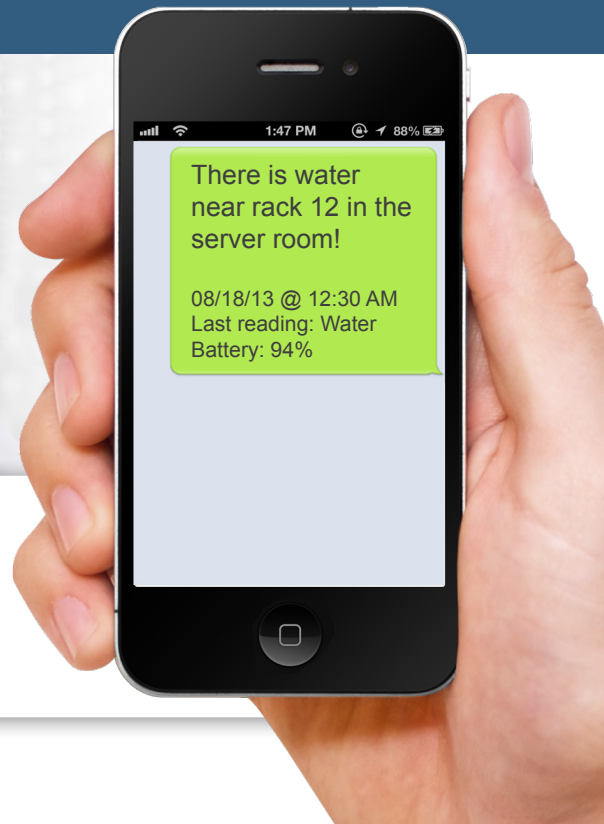 1:47 PM 88%
There is water
near rack 12 in the
server room!
08/18/13 @ 12:30 AM
Last reading: Water
Battery: 94%